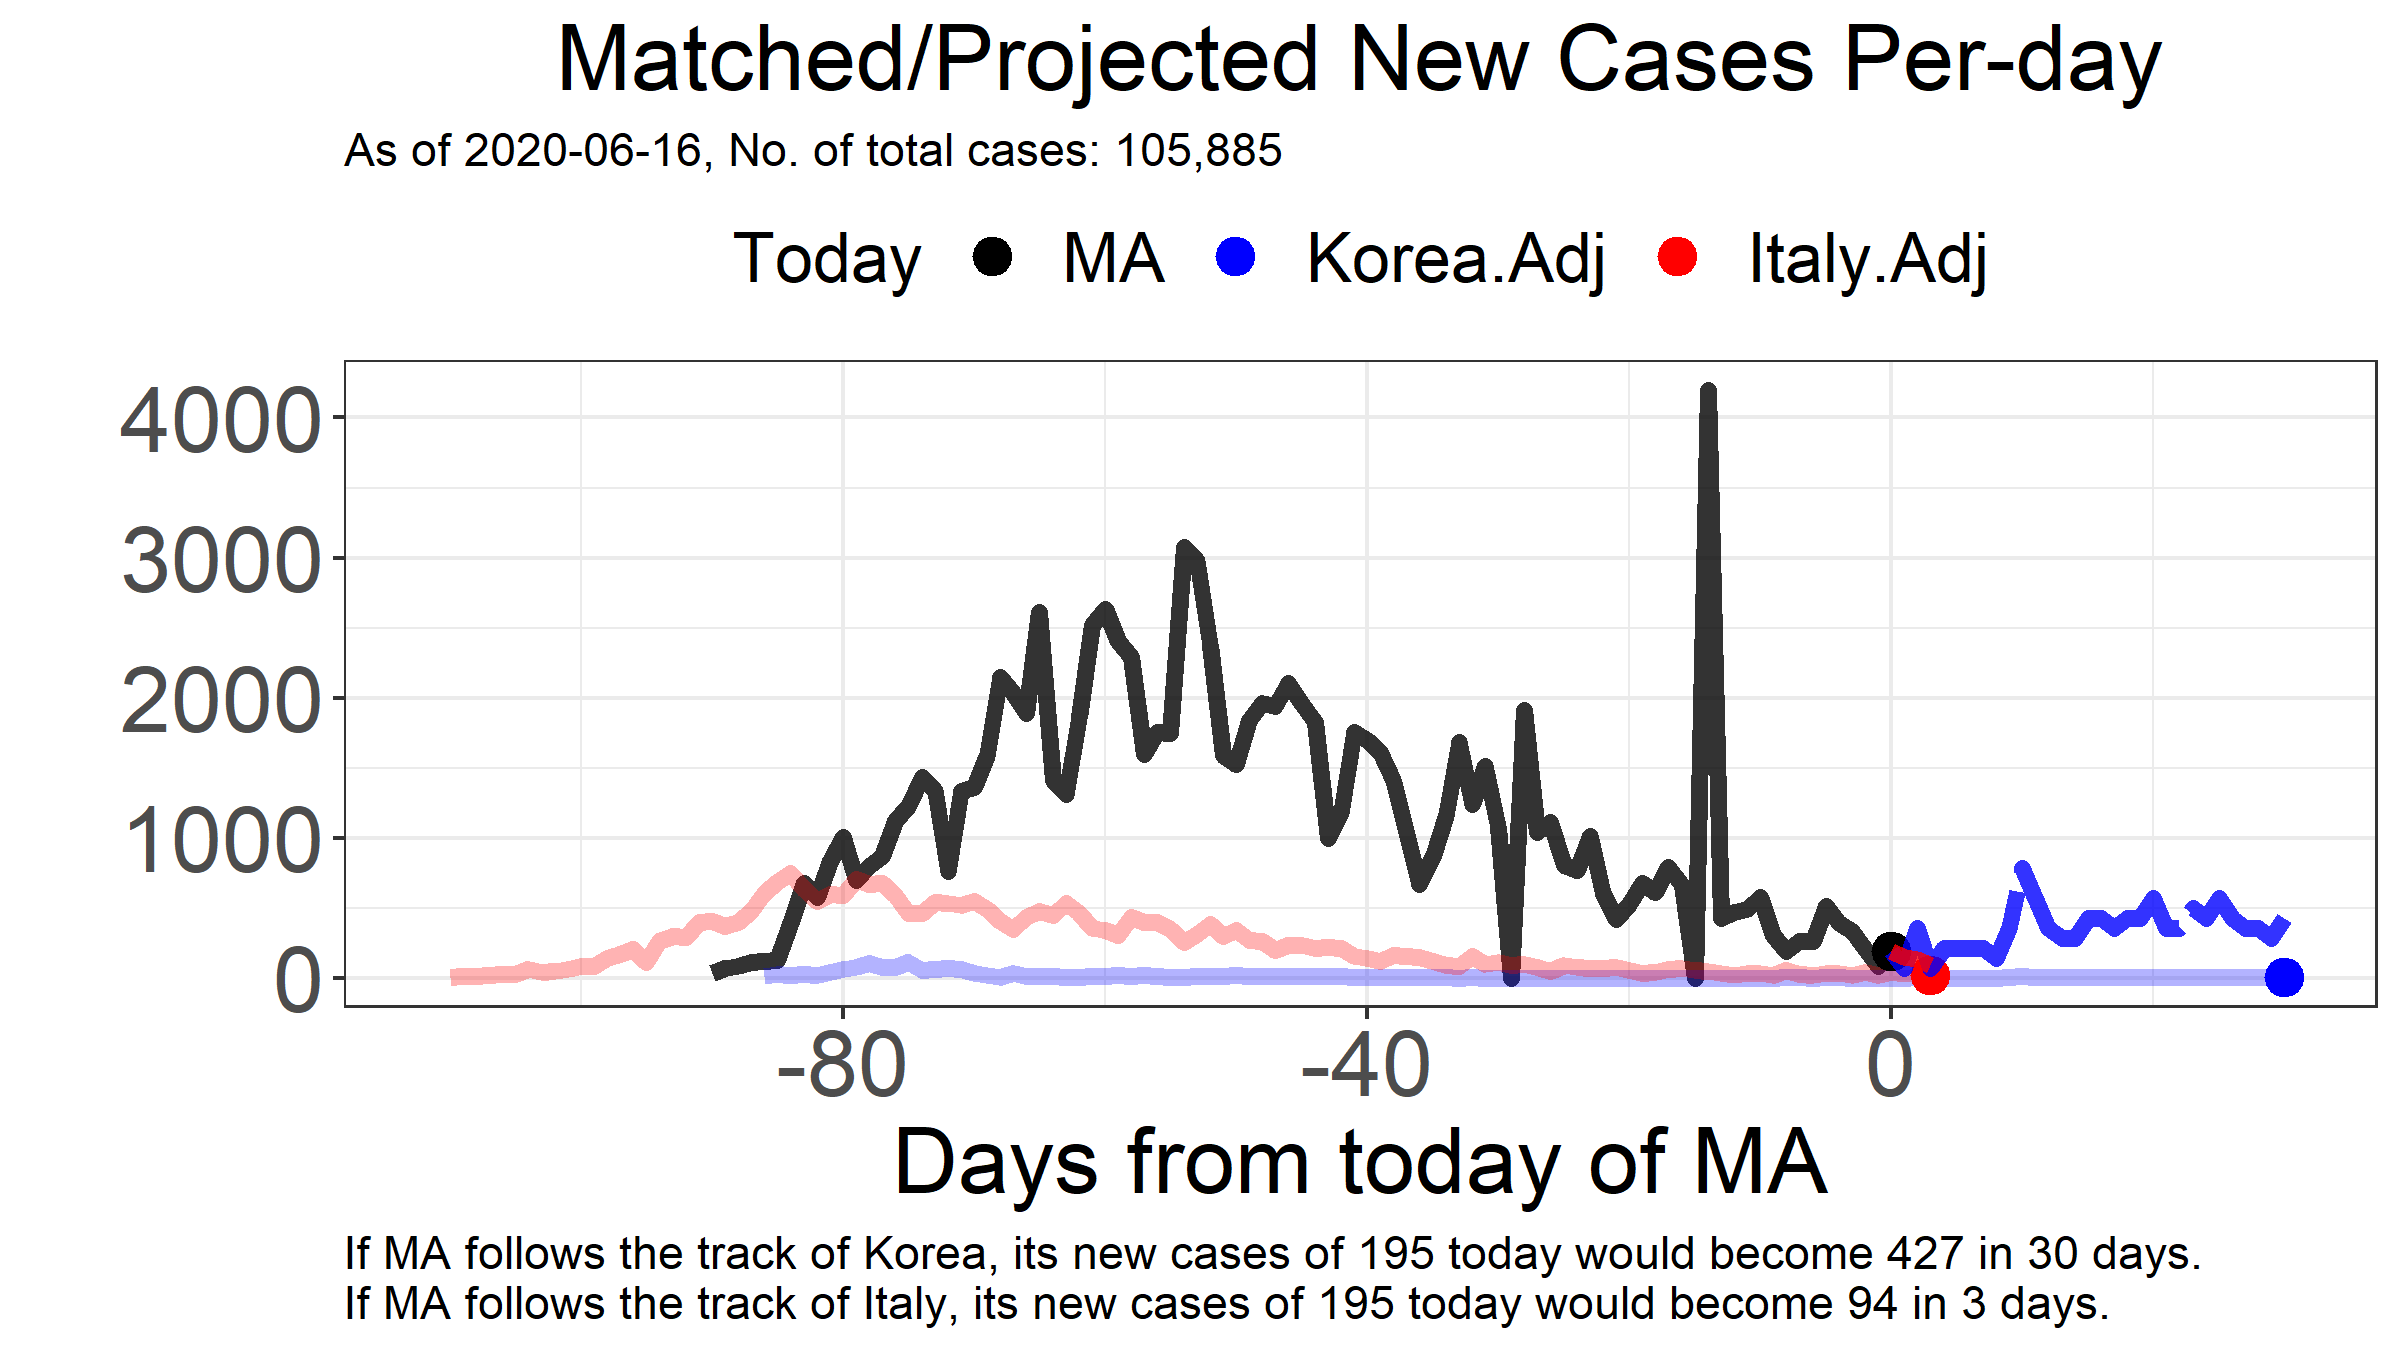 Matched/Projected New Cases Per-day
As of 2020-06-16, No. of total cases: 105,885
Today MA Korea.Adj Italy.Adj
4000
3000
2000
1000
0
-80 -40 0
Days from today of MA
If MA follows the track of Korea, its new cases of 195 today would become 427 in 30 days.
If MA follows the track of Italy, its new cases of 195 today would become 94 in 3 days.